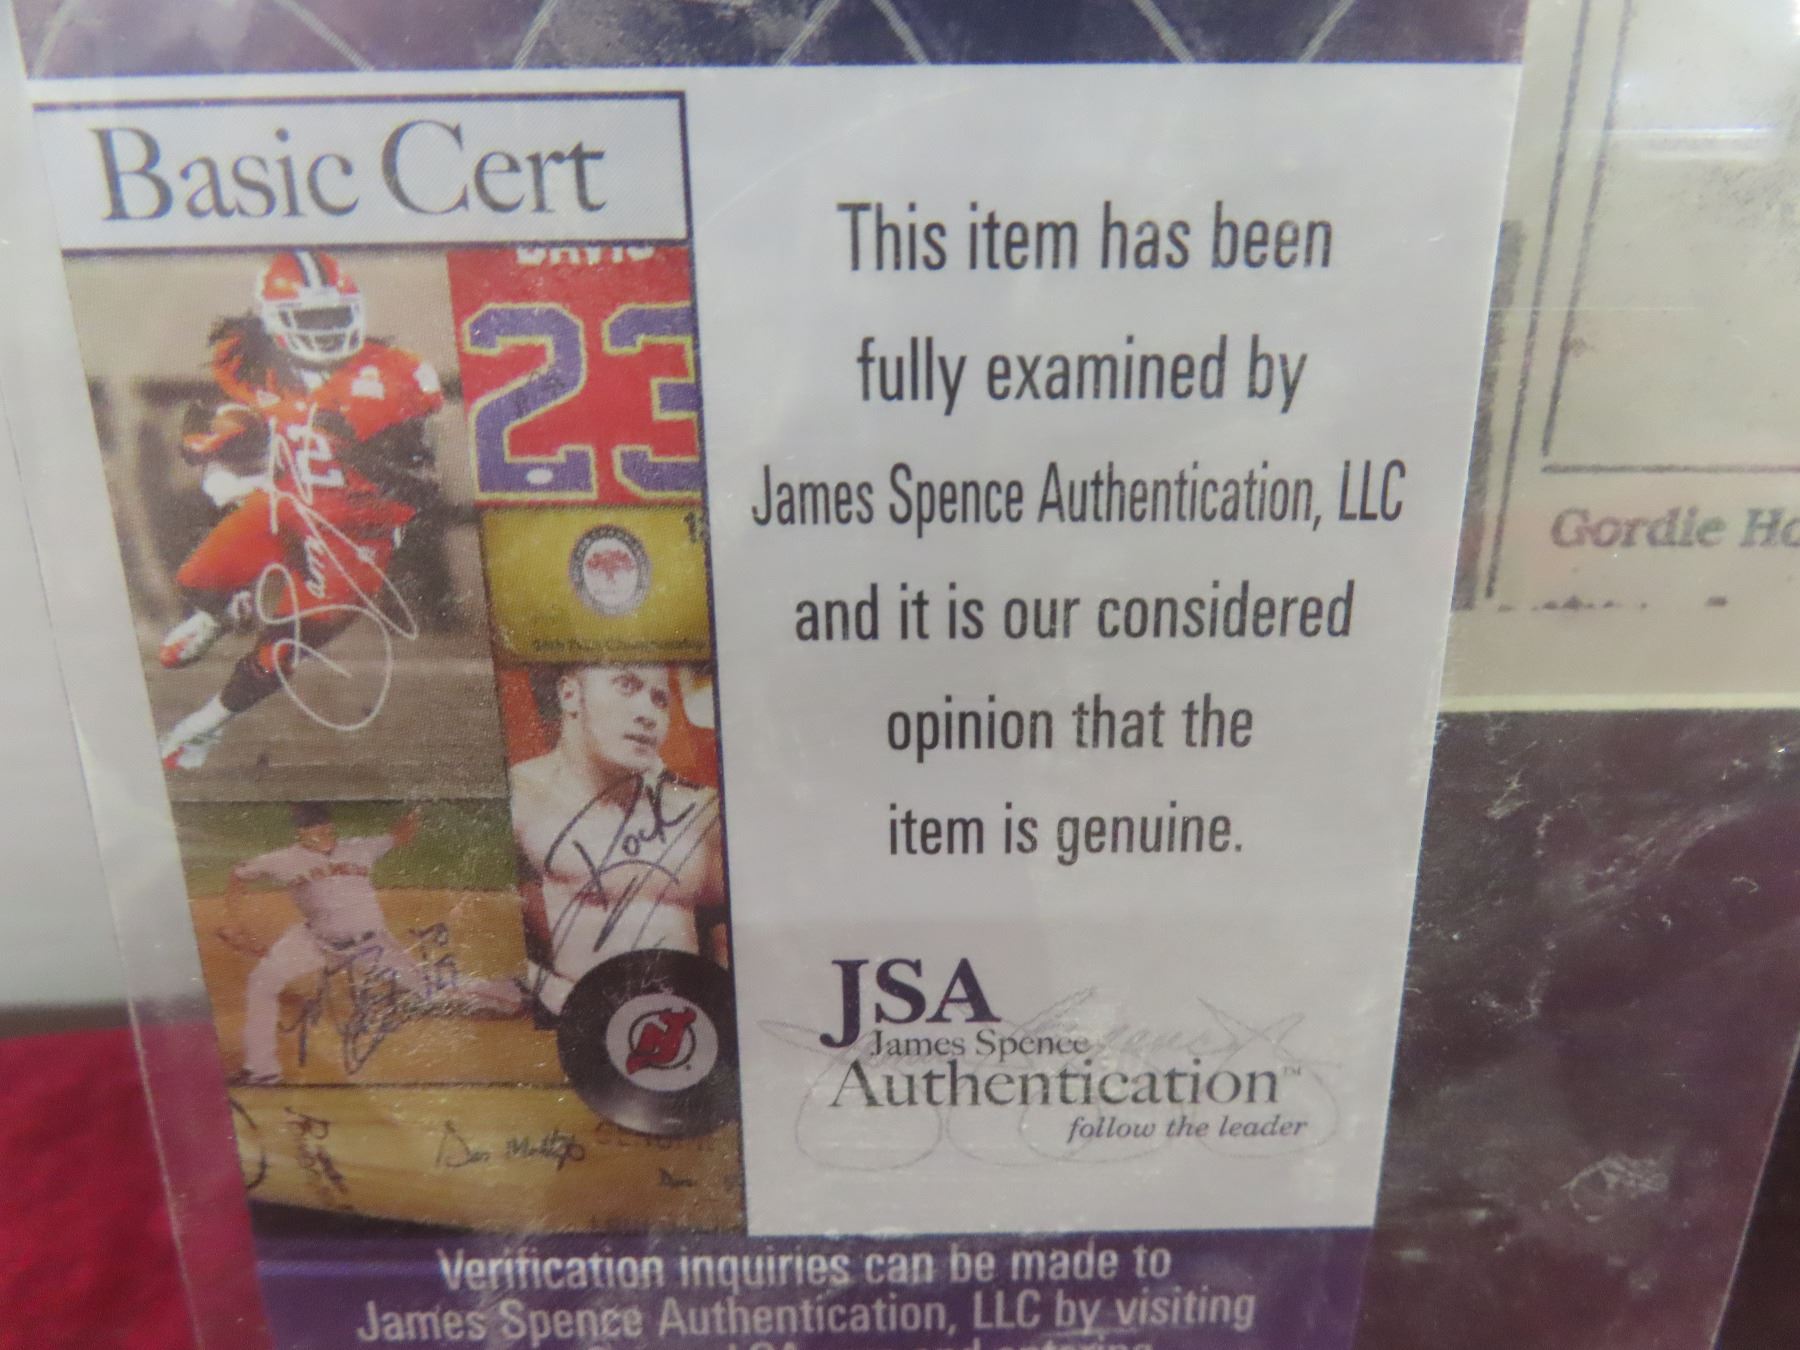 Basic Cert
This item has been
fully examined by
James Spence Authentication, LLC
and it is our considered
opinion that the
item is genuine.
JSA
James Spence
Authentication™
follow the leader
23
Rock
Gordie
Verification inquiries can be made to
James Spence Authentication, LLC by visiting